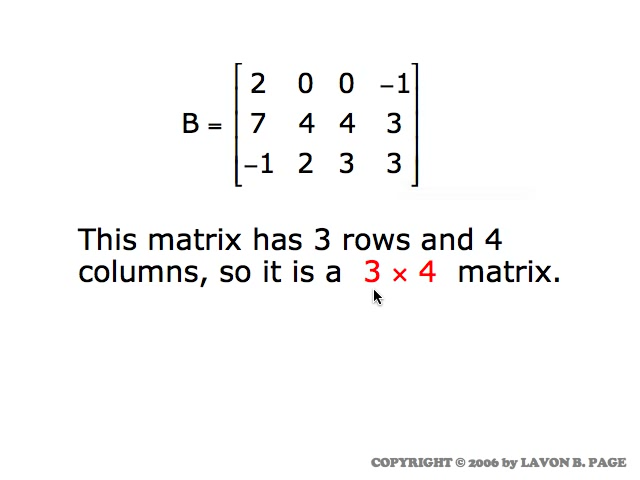 2 0 0 −1
B = 7 4 4 3
−1 2 3 3
This matrix has 3 rows and 4
columns, so it is a 3 × 4 matrix.
COPYRIGHT © 2006 by LAVON B. PAGE